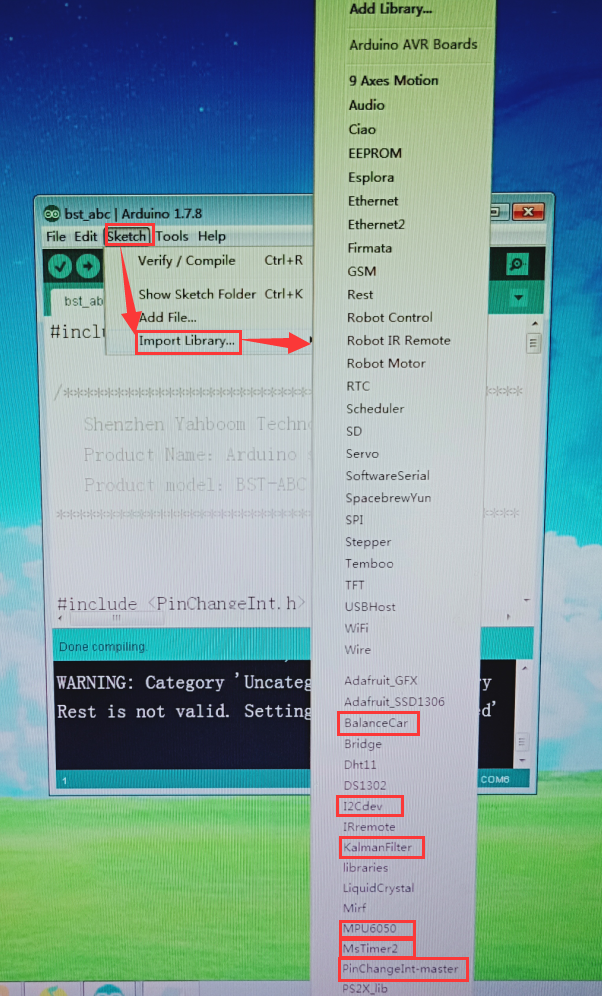 bst_abc | Arduino 1.7.8
File Edit Sketch Tools Help
Verify / Compile Ctrl+R
Show Sketch Folder Ctrl+K
Add File...
Import Library...
bst_ab
#inclu
/******************************
Shenzhen Yahboom Techno
Product Name: Arduino
Product model: BST-ABC
******************************
#include <PinChangeInt.h>
Done compiling.
WARNING: Category 'Uncateg ry
Rest is not valid. Setting ed'
1
COM6
Add Library...
Arduino AVR Boards
9 Axes Motion
Audio
Ciao
EEPROM
Esplora
Ethernet
Ethernet2
Firmata
GSM
Rest
Robot Control
Robot IR Remote
Robot Motor
RTC
Scheduler
SD
Servo
SoftwareSerial
SpacebrewYun
SPI
Stepper
Temboo
TFT
USBHost
WiFi
Wire
Adafruit_GFX
Adafruit_SSD1306
BalanceCar
Bridge
Dht11
DS1302
I2Cdev
IRremote
KalmanFilter
libraries
LiquidCrystal
Mirf
MPU6050
MsTimer2
PinChangeInt-master
PS2X_lib